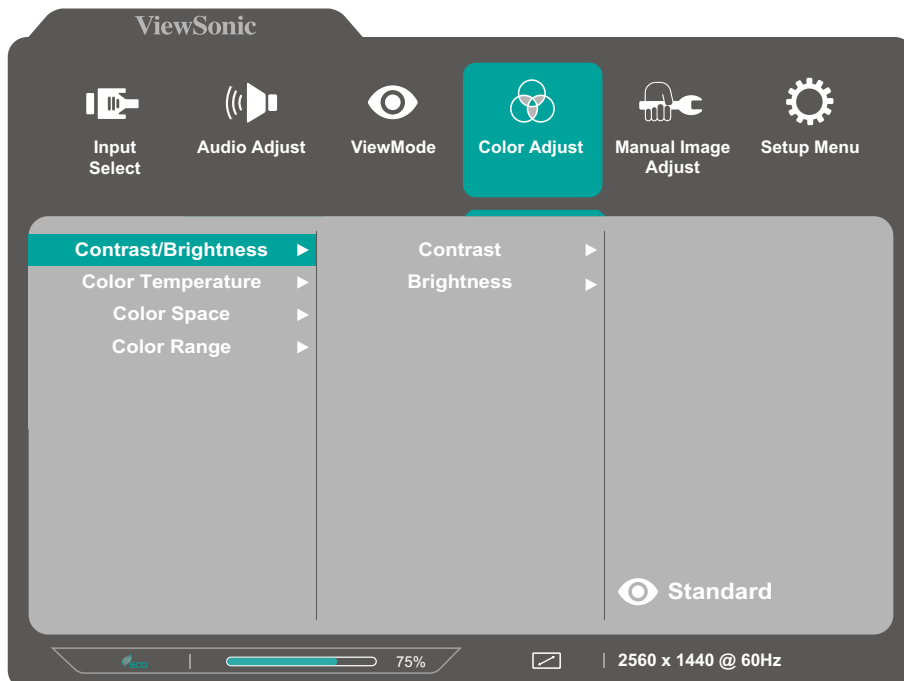 ViewSonic
Input
Select
Audio Adjust
ViewMode
Color Adjust
Manual Image
Adjust
Setup Menu
Contrast/Brightness
Color Temperature
Color Space
Color Range
Contrast
Brightness
Standard
eco
75%
2560 x 1440 @ 60Hz